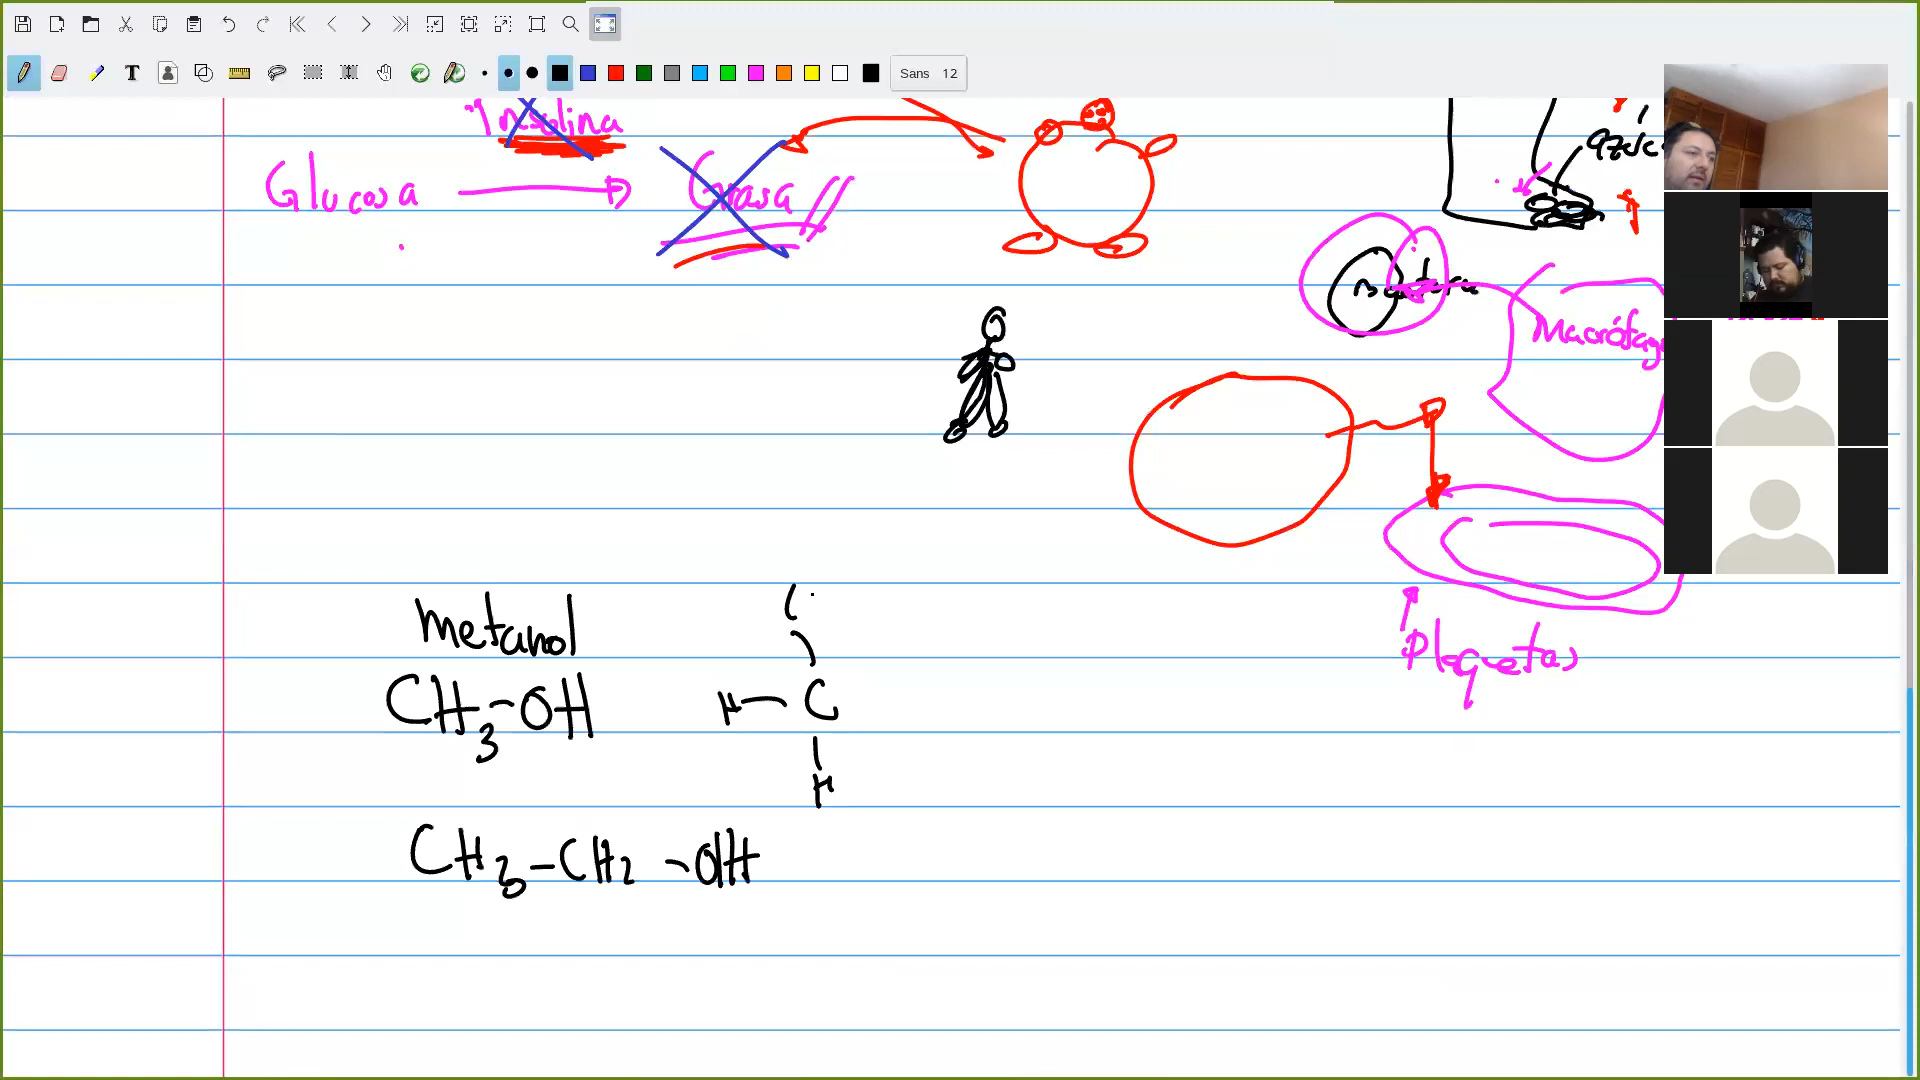 Sans 12
Insulina
Glucosa → Grasa
Macrófag
Plaquetas
metanol
CH3-OH
H-C
H
CH3-CH2-OH